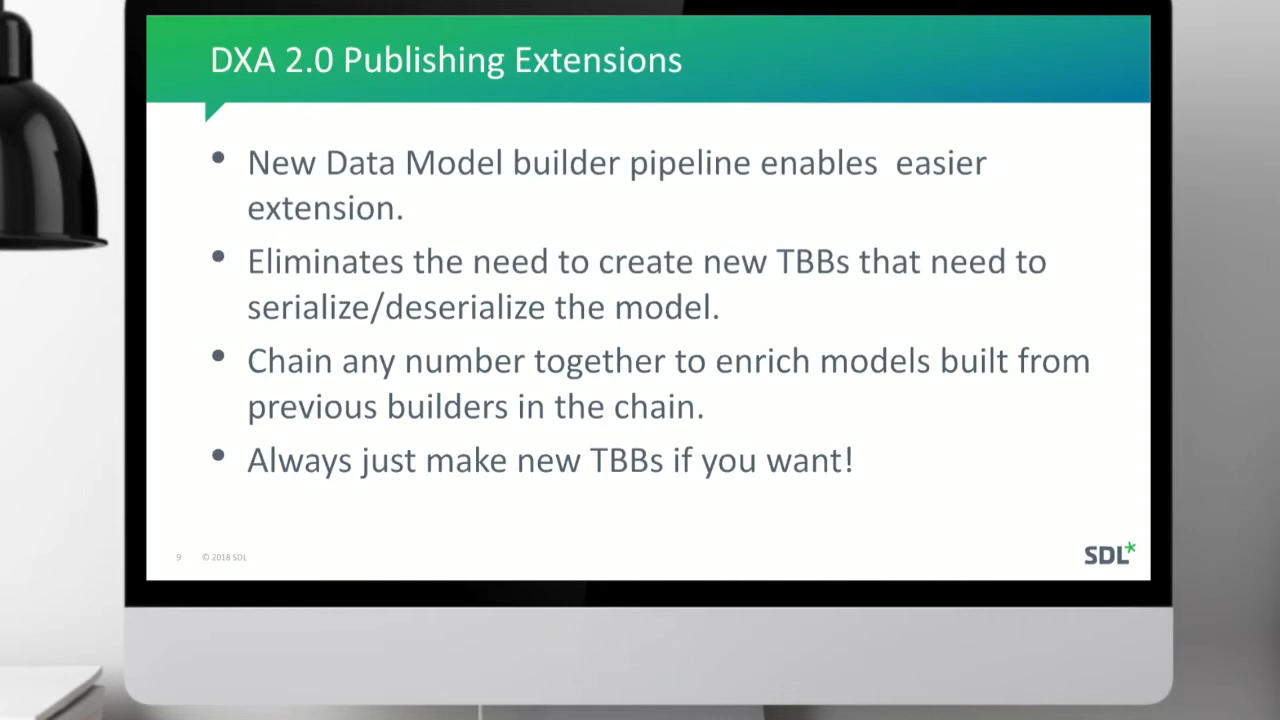 DXA 2.0 Publishing Extensions
• New Data Model builder pipeline enables  easier
extension.
• Eliminates the need to create new TBBs that need to
serialize/deserialize the model.
• Chain any number together to enrich models built from
previous builders in the chain.
• Always just make new TBBs if you want!
9 © 2018 SDL
SDL*